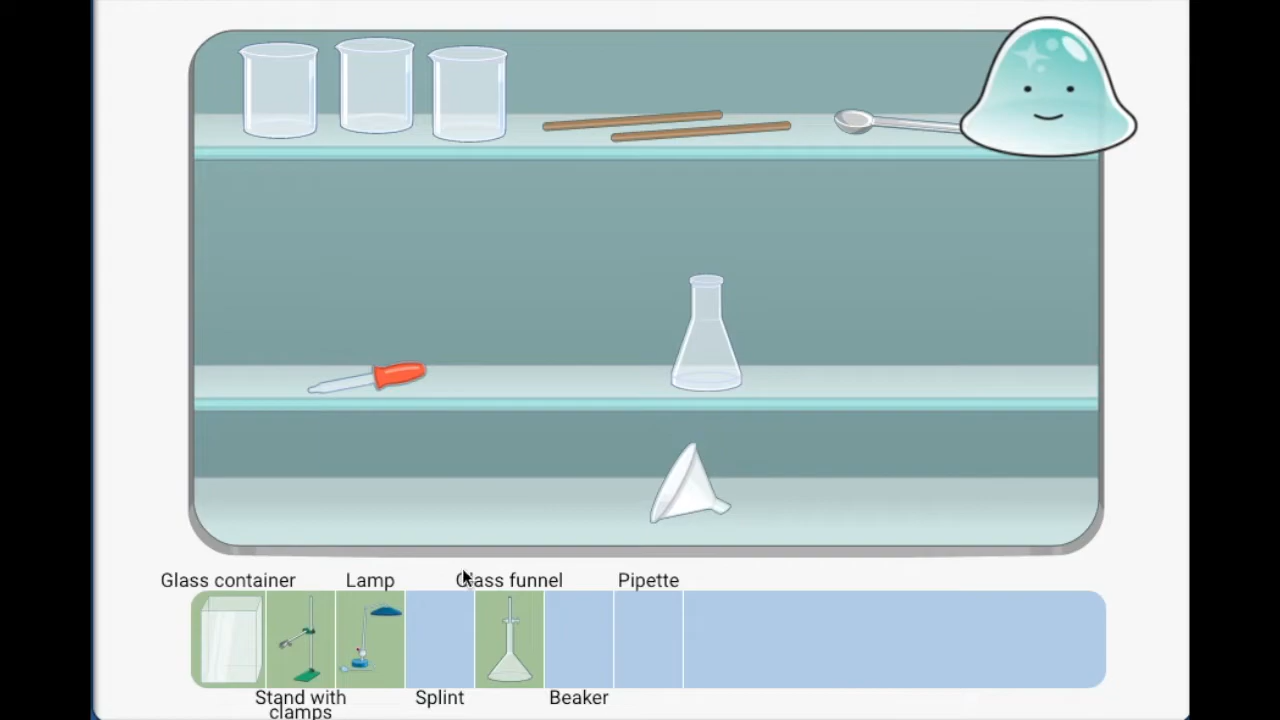 Glass container
Lamp
Glass funnel
Pipette
Stand with
clamps
Splint
Beaker